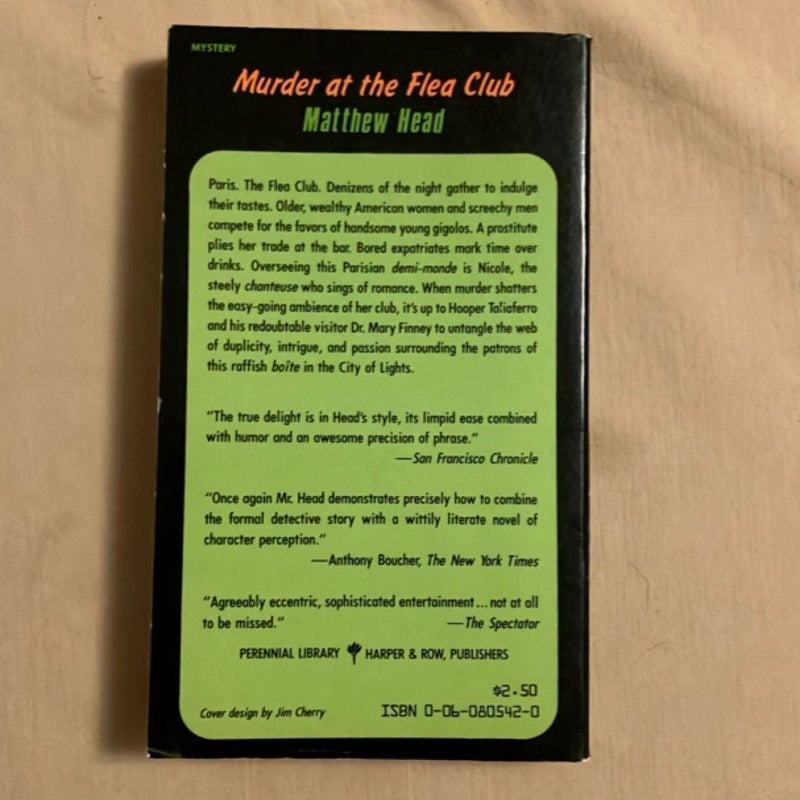 MYSTERY
Murder at the Flea Club
Matthew Head
Paris. The Flea Club. Denizens of the night gather to indulge
their tastes. Older, wealthy American women and screechy men
compete for the favors of handsome young gigolos. A prostitute
plies her trade at the bar. Bored expatriates mark time over
drinks. Overseeing this Parisian demi-monde is Nicole, the
steely chanteuse who sings of romance. When murder shatters
the easy-going ambience of her club, it's up to Hooper Taliaferro
and his redoubtable visitor Dr. Mary Finney to untangle the web
of duplicity, intrigue, and passion surrounding the patrons of
this raffish boîte in the City of Lights.
"The true delight is in Head's style, its limpid ease combined
with humor and an awesome precision of phrase."
—San Francisco Chronicle
"Once again Mr. Head demonstrates precisely how to combine
the formal detective story with a wittily literate novel of
character perception."
—Anthony Boucher, The New York Times
"Agreeably eccentric, sophisticated entertainment...not at all
to be missed." —The Spectator
PERENNIAL LIBRARY HARPER & ROW, PUBLISHERS
$2.50
Cover design by Jim Cherry ISBN 0-06-080542-0